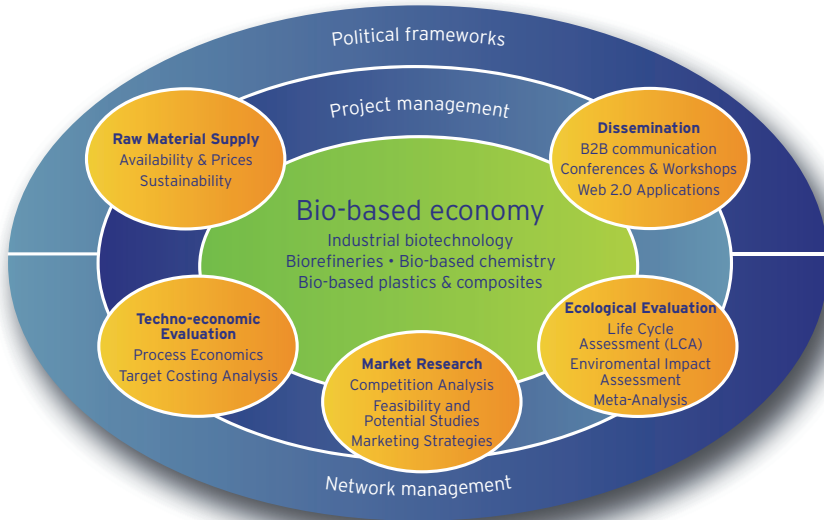 Political frameworks
Project management
Raw Material Supply
Availability & Prices
Sustainability
Dissemination
B2B communication
Conferences & Workshops
Web 2.0 Applications
Bio-based economy
Industrial biotechnology
Biorefineries • Bio-based chemistry
Bio-based plastics & composites
Techno-economic
Evaluation
Process Economics
Target Costing Analysis
Market Research
Competition Analysis
Feasibility and
Potential Studies
Marketing Strategies
Ecological Evaluation
Life Cycle
Assessment (LCA)
Enviromental Impact
Assessment
Meta-Analysis
Network management